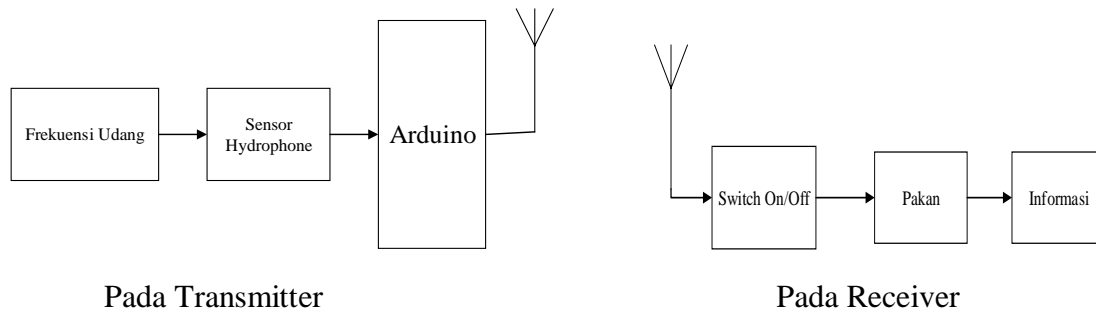 Frekuensi Udang
Sensor
Hydrophone
Arduino
Switch On/Off
Pakan
Informasi
Pada Transmitter
Pada Receiver